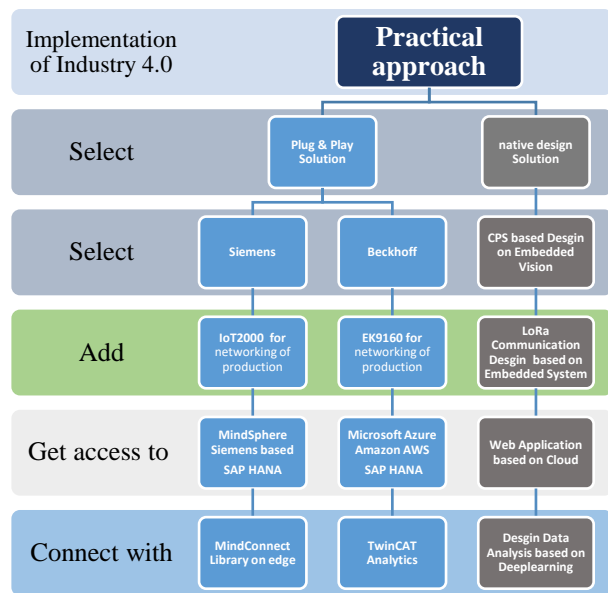 Implementation
of Industry 4.0
Practical
approach
Select
Plug & Play
Solution
native design
Solution
Select
Siemens
Beckhoff
CPS based Desgin
on Embedded
Vision
Add
IoT2000 for
networking of
production
EK9160 for
networking of
production
LoRa
Communication
Desgin based on
Embedded System
Get access to
MindSphere
Siemens based
SAP HANA
Microsoft Azure
Amazon AWS
SAP HANA
Web Application
based on Cloud
Connect with
MindConnect
Library on edge
TwinCAT
Analytics
Desgin Data
Analysis based on
Deeplearning